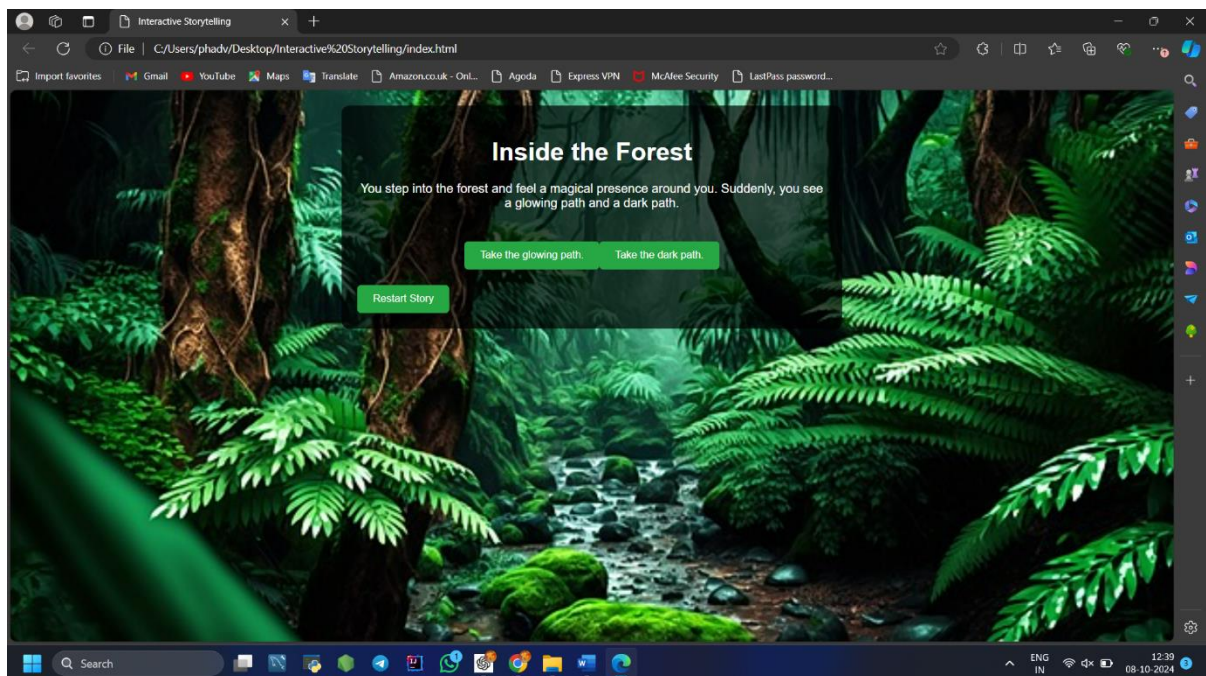 Interactive Storytelling
File | C:/Users/phadv/Desktop/Interactive%20Storytelling/index.html
Import favorites Gmail YouTube Maps Translate Amazon.co.uk - Onl... Agoda Express VPN McAfee Security LastPass password...
Inside the Forest
You step into the forest and feel a magical presence around you. Suddenly, you see
a glowing path and a dark path.
Take the glowing path. Take the dark path.
Restart Story
Search
ENG
IN
12:39
08-10-2024